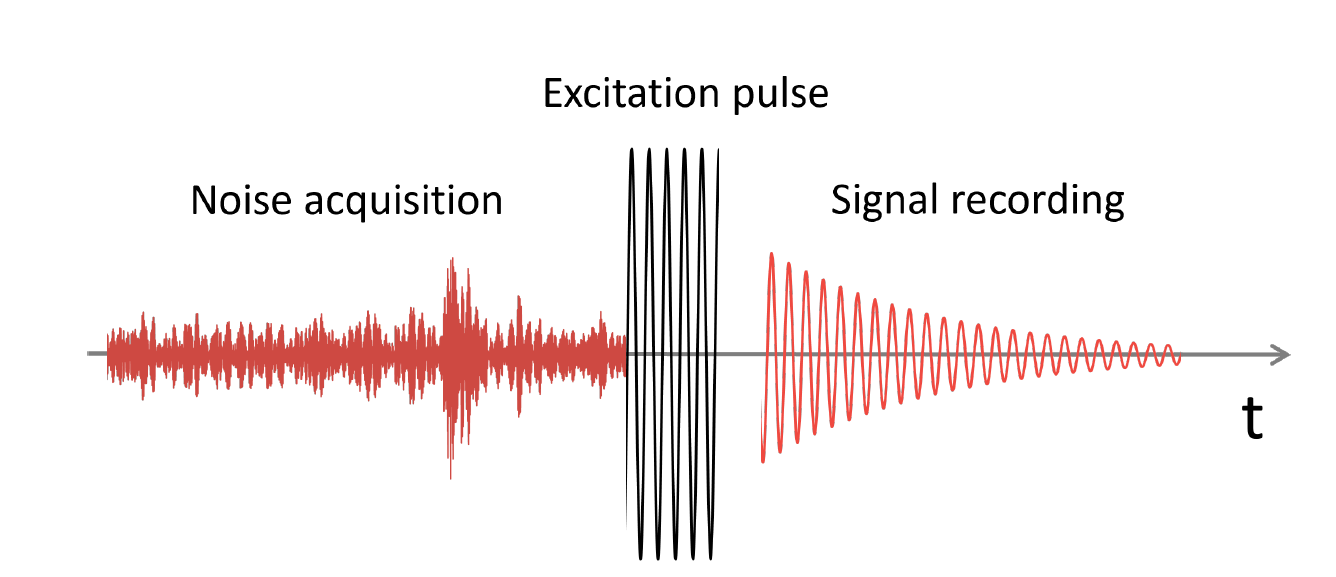 Excitation pulse
Noise acquisition
Signal recording
t